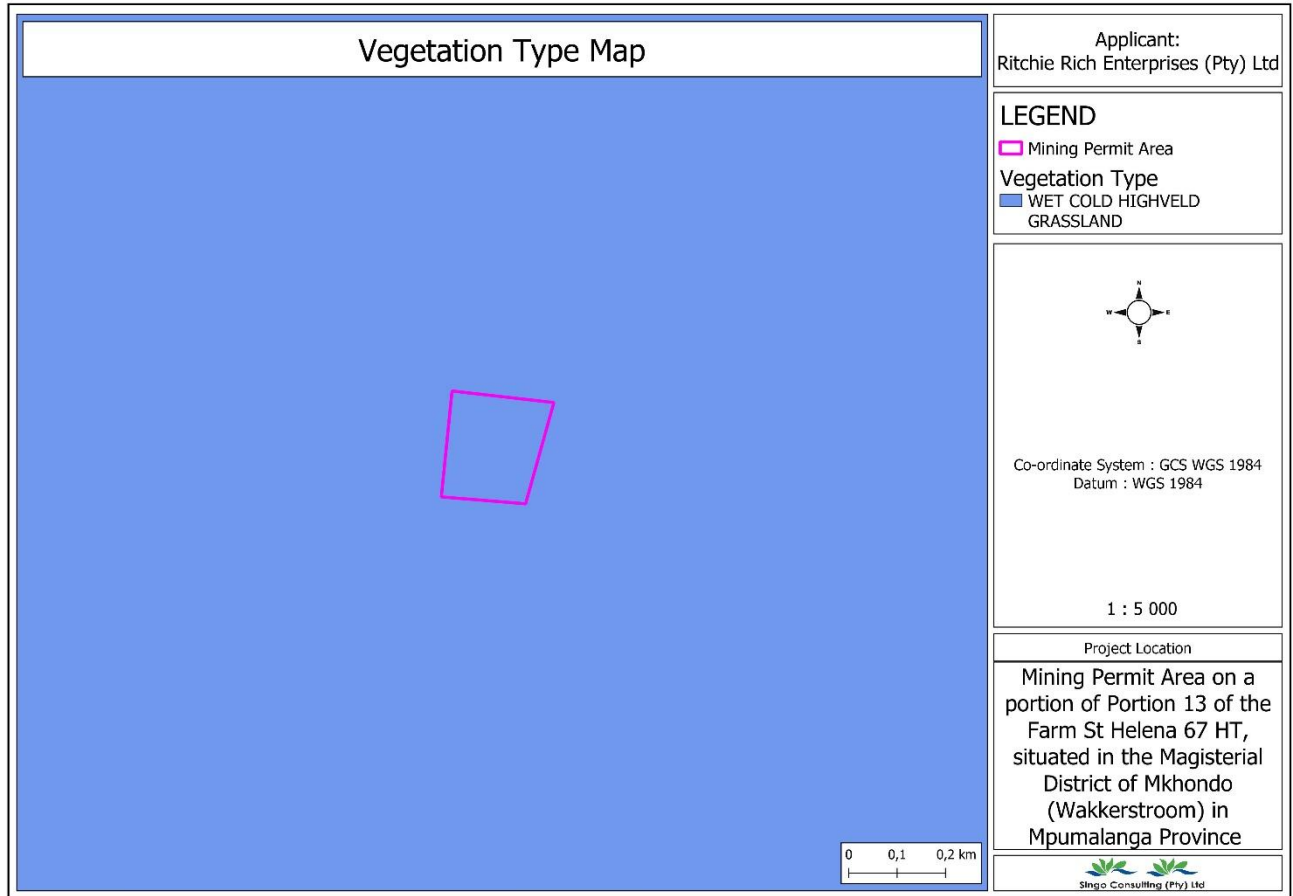 Vegetation Type Map
Applicant:
Ritchie Rich Enterprises (Pty) Ltd
LEGEND
Mining Permit Area
Vegetation Type
WET COLD HIGHVELD
GRASSLAND
N
W E
S
Co-ordinate System : GCS WGS 1984
Datum : WGS 1984
1 : 5 000
Project Location
Mining Permit Area on a
portion of Portion 13 of the
Farm St Helena 67 HT,
situated in the Magisterial
District of Mkhondo
(Wakkerstroom) in
Mpumalanga Province
0 0,1 0,2 km
Singo Consulting (Pty) Ltd